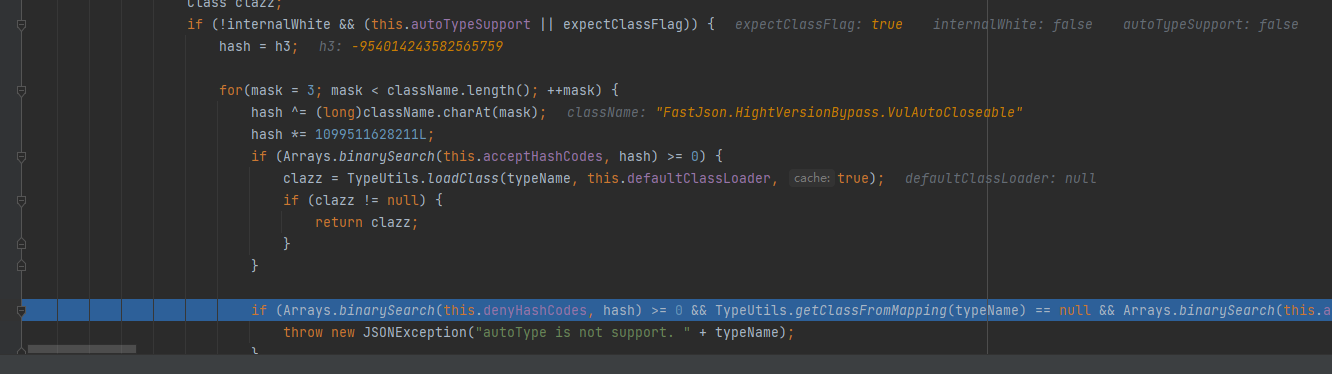 Class clazz;
if (!internalWhite && (this.autoTypeSupport || expectClassFlag)) { expectClassFlag: true internalWhite: false autoTypeSupport: false
hash = h3; h3: -954014243582565759
for(mask = 3; mask < className.length(); ++mask) {
hash ^= (long)className.charAt(mask); className: "FastJson.HightVersionBypass.VulAutoCloseable"
hash *= 1099511628211L;
if (Arrays.binarySearch(this.acceptHashCodes, hash) >= 0) {
clazz = TypeUtils.loadClass(typeName, this.defaultClassLoader, cache: true); defaultClassLoader: null
if (clazz != null) {
return clazz;
}
}
if (Arrays.binarySearch(this.denyHashCodes, hash) >= 0 && TypeUtils.getClassFromMapping(typeName) == null && Arrays.binarySearch(this.a
throw new JSONException("autoType is not support. " + typeName);
}